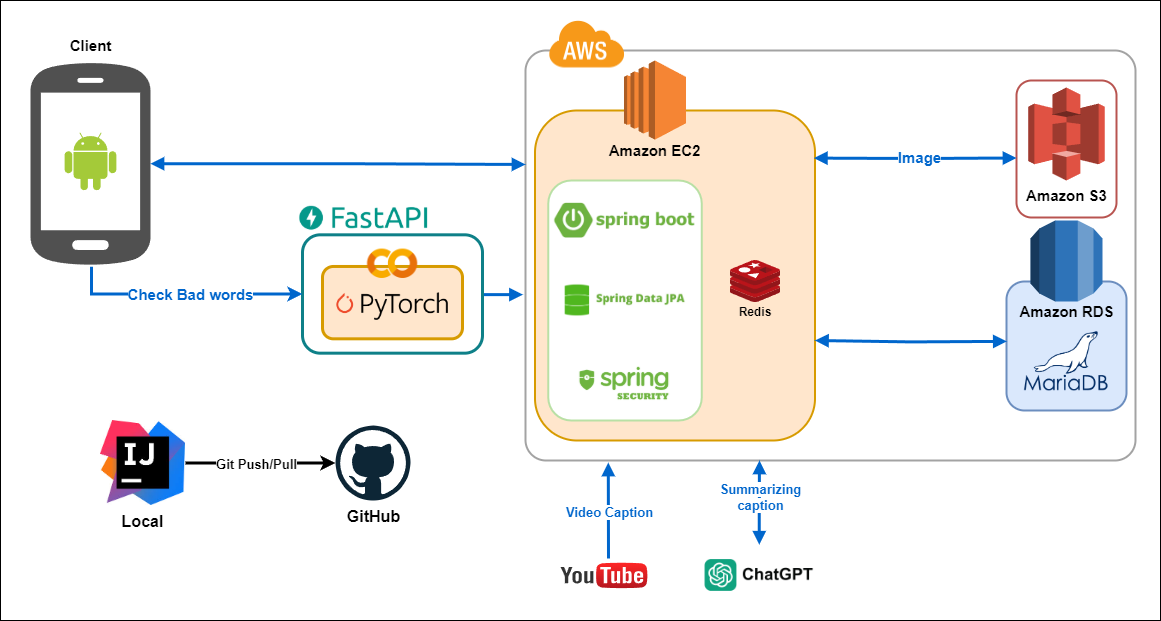 Client
AWS
Amazon EC2
Image
Amazon S3
FastAPI
spring boot
PyTorch
Check Bad words
Spring Data JPA
Redis
Amazon RDS
MariaDB
spring
SECURITY
IJ
Git Push/Pull
Local
GitHub
Video Caption
Summarizing
caption
YouTube
ChatGPT